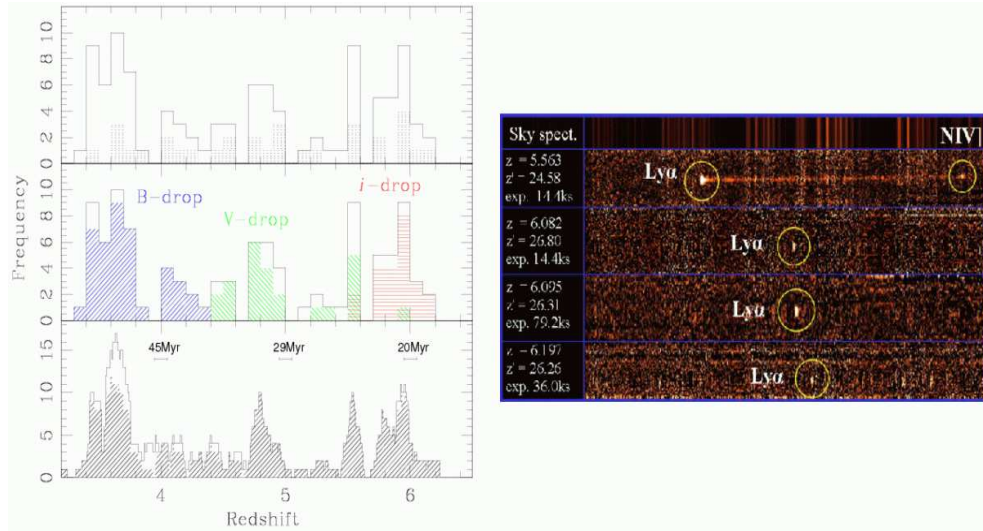 10
8
6
4
2
0
Frequency
10
8
6
4
2
0
B-drop
V-drop
i-drop
15
10
5
0
45Myr
29Myr
20Myr
4
5
6
Redshift
Sky spect.
NIV]
z = 5.563
z' = 24.58
exp. 14.4ks
Lyα
z = 6.082
z' = 26.80
exp. 14.4ks
Lyα
z = 6.095
z' = 26.31
exp. 79.2ks
Lyα
z = 6.197
z' = 26.26
exp. 36.0ks
Lyα